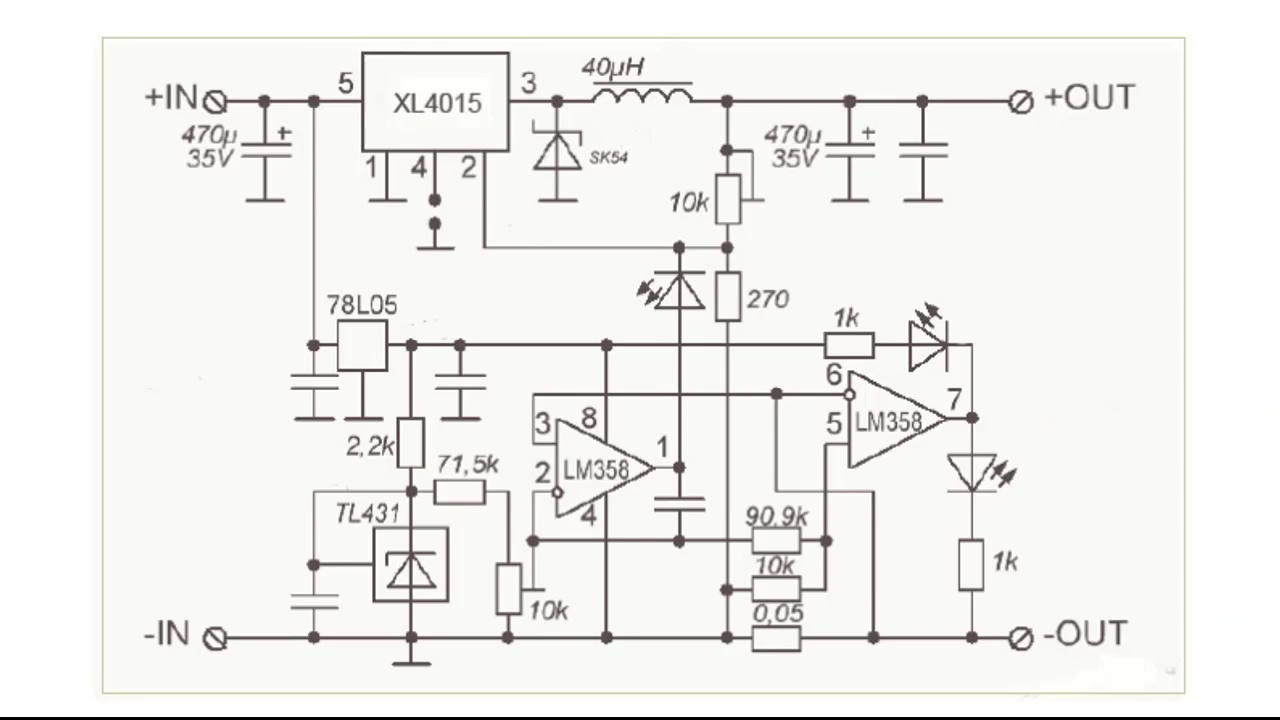 40µH
+IN
5
XL4015
3
+OUT
470µ
35V
+
1
4
2
SK54
470µ
35V
+
10k
78L05
270
1k
6
5
LM358
7
3
8
2
LM358
1
4
2,2k
71,5k
TL431
90.9k
10k
0,05
1k
10k
-IN
-OUT